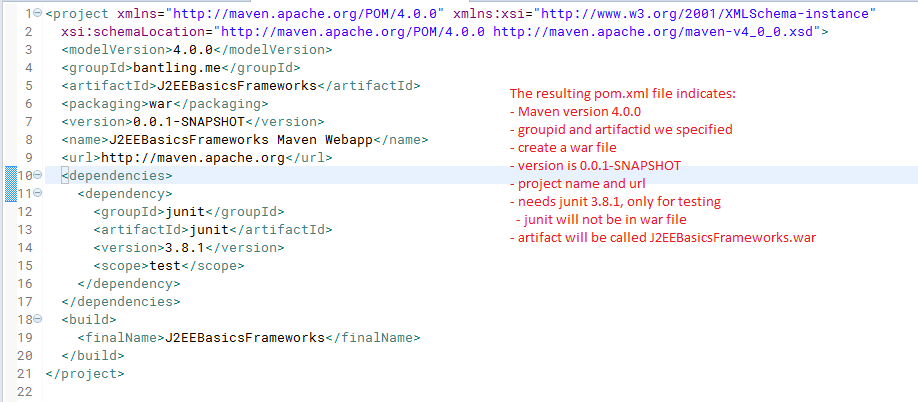 1 <project xmlns="http://maven.apache.org/POM/4.0.0" xmlns:xsi="http://www.w3.org/2001/XMLSchema-instance"
2 xsi:schemaLocation="http://maven.apache.org/POM/4.0.0 http://maven.apache.org/maven-v4_0_0.xsd">
3 <modelVersion>4.0.0</modelVersion>
4 <groupId>bantling.me</groupId>
5 <artifactId>J2EEBasicsFrameworks</artifactId>
6 <packaging>war</packaging>
7 <version>0.0.1-SNAPSHOT</version>
8 <name>J2EEBasicsFrameworks Maven Webapp</name>
9 <url>http://maven.apache.org</url>
10 <dependencies>
11 <dependency>
12 <groupId>junit</groupId>
13 <artifactId>junit</artifactId>
14 <version>3.8.1</version>
15 <scope>test</scope>
16 </dependency>
17 </dependencies>
18 <build>
19 <finalName>J2EEBasicsFrameworks</finalName>
20 </build>
21 </project>
22
The resulting pom.xml file indicates:
- Maven version 4.0.0
- groupid and artifactid we specified
- create a war file
- version is 0.0.1-SNAPSHOT
- project name and url
- needs junit 3.8.1, only for testing
- junit will not be in war file
- artifact will be called J2EEBasicsFrameworks.war